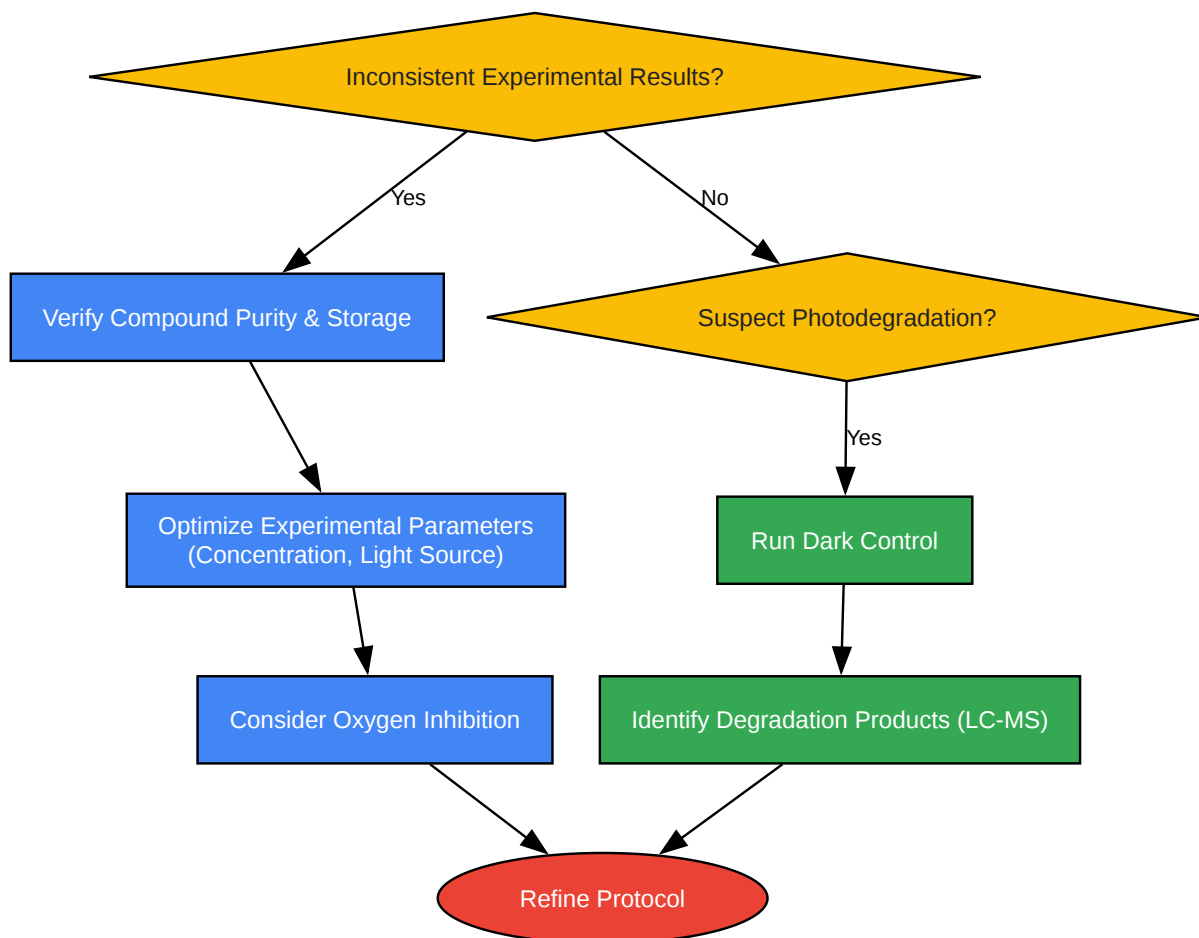 Inconsistent Experimental Results?
Yes
No
Verify Compound Purity & Storage
Suspect Photodegradation?
Yes
Optimize Experimental Parameters
(Concentration, Light Source)
Run Dark Control
Consider Oxygen Inhibition
Identify Degradation Products (LC-MS)
Refine Protocol